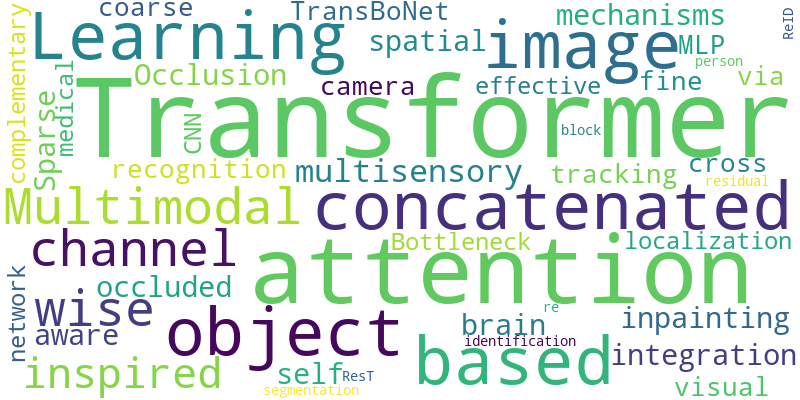 coarse
TransBoNet
mechanisms
ReID
complementary
Learning
image
spatial
MLP
person
Occlusion
camera
effective
fine
via
medical
Sparse
Transformer
CNN
block
recognition
multisensory
tracking
cross
residual
Multimodal
concatenated
channel
Bottleneck
localization
attention
network
occluded
wise
aware
object
re
brain
inpainting
identification
based
integration
inspired
self
ResT
segmentation
visual